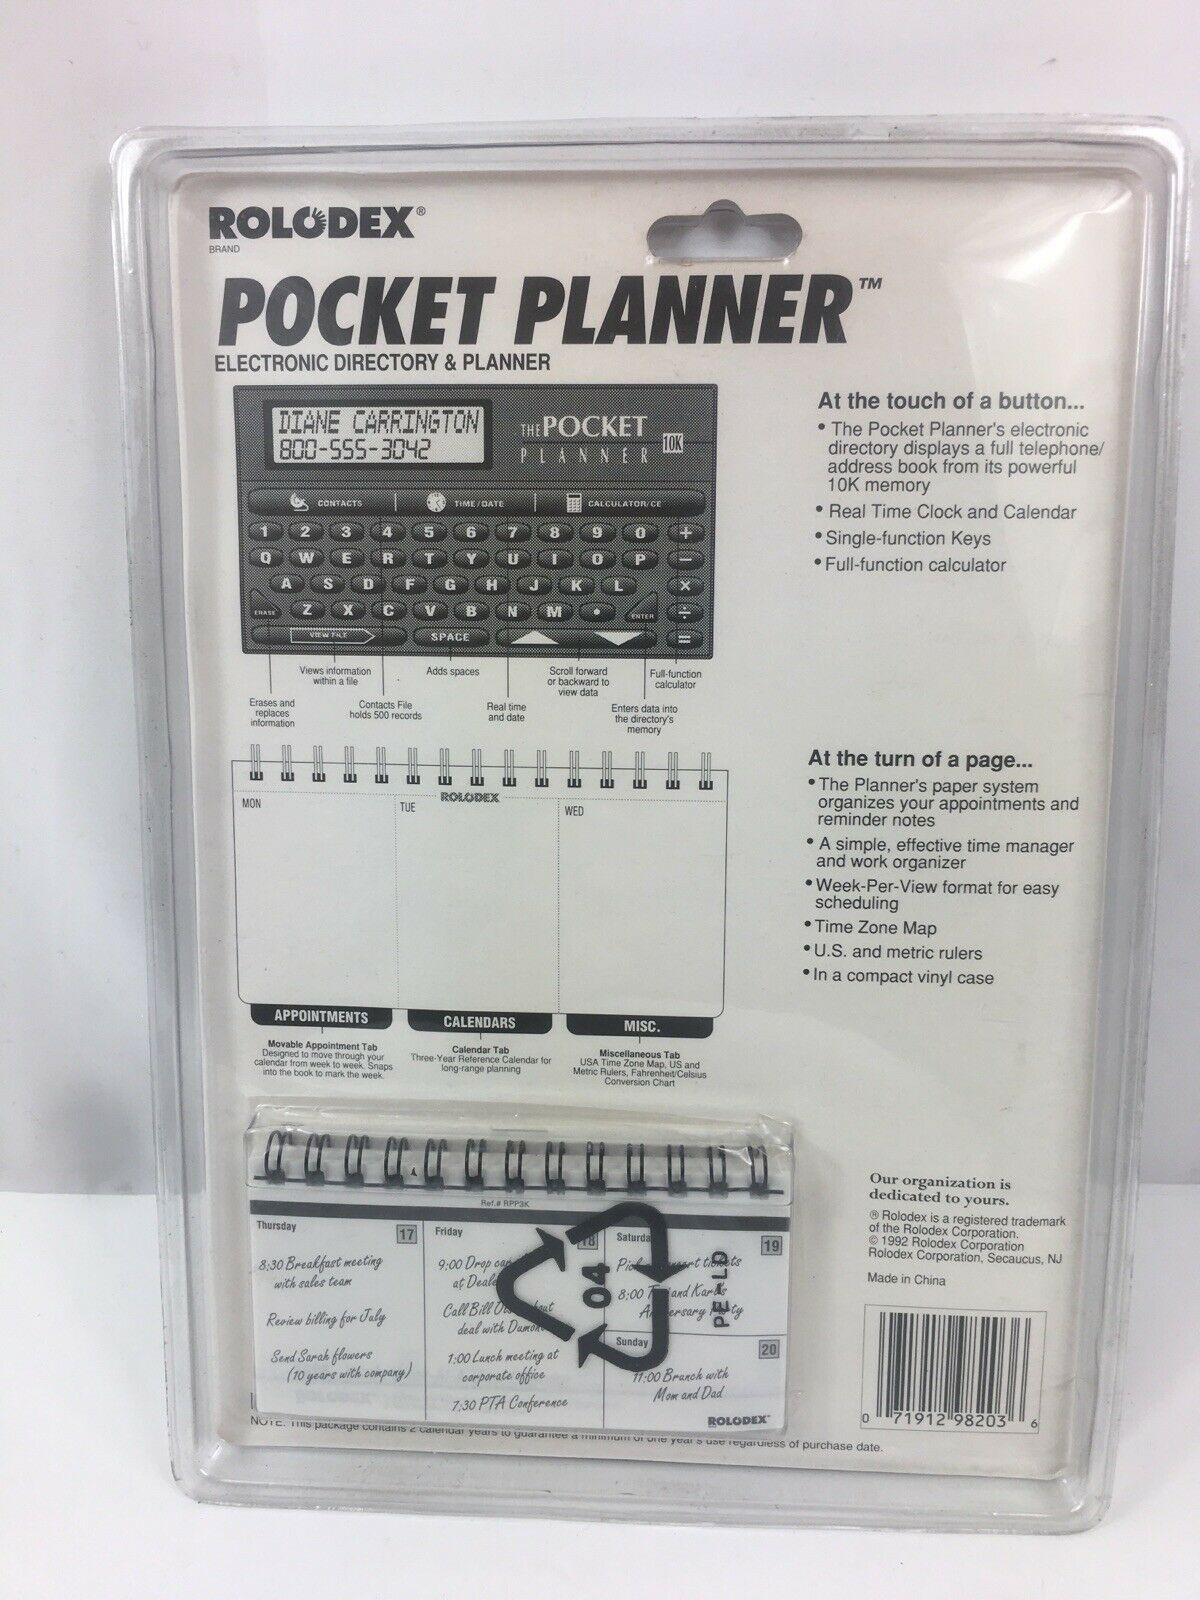 ROLODEX®
BRAND
POCKET PLANNER™
ELECTRONIC DIRECTORY & PLANNER
DIANE CARRINGTON
800-555-3042
THE POCKET
PLANNER
10K
CONTACTS
TIME/DATE
CALCULATOR/CE
1 2 3 4 5 6 7 8 9 0 +
Q W E R T Y U I O P −
A S D F G H J K L ×
ERASE Z X C V B N M • ENTER ÷
VIEW FILE SPACE =
Views information
within a file
Adds spaces
Scroll forward
or backward to
view data
Full-function
calculator
Erases and
replaces
information
Contacts File
holds 500 records
Real time
and date
Enters data into
the directory's
memory
At the touch of a button...
• The Pocket Planner's electronic
directory displays a full telephone/
address book from its powerful
10K memory
• Real Time Clock and Calendar
• Single-function Keys
• Full-function calculator
MON
TUE
ROLODEX
WED
APPOINTMENTS
CALENDARS
MISC.
Movable Appointment Tab
Designed to move through your
calendar from week to week. Snaps
into the book to mark the week.
Calendar Tab
Three-Year Reference Calendar for
long-range planning
Miscellaneous Tab
USA Time Zone Map, US and
Metric Rulers, Fahrenheit/Celsius
Conversion Chart
At the turn of a page...
• The Planner's paper system
organizes your appointments and
reminder notes
• A simple, effective time manager
and work organizer
• Week-Per-View format for easy
scheduling
• Time Zone Map
• U.S. and metric rulers
• In a compact vinyl case
Ref.# RPP3K
Thursday 17
8:30 Breakfast meeting
with sales team
Review billing for July
Send Sarah flowers
(10 years with company)
Friday 18
9:00 Drop
at
Call Bill
deal with
1:00 Lunch meeting at
corporate office
7:30 PTA Conference
Saturday 19
tickets
8:00 and
Party
Sunday 20
11:00 Brunch with
Mom and Dad
ROLODEX
04
PE-LD
NOTE: This package contains 2 calendar years to guarantee a minimum of one year's use regardless of purchase date.
Our organization is
dedicated to yours.
® Rolodex is a registered trademark
of the Rolodex Corporation.
© 1992 Rolodex Corporation
Rolodex Corporation, Secaucus, NJ
Made in China
0 71912 98203 6